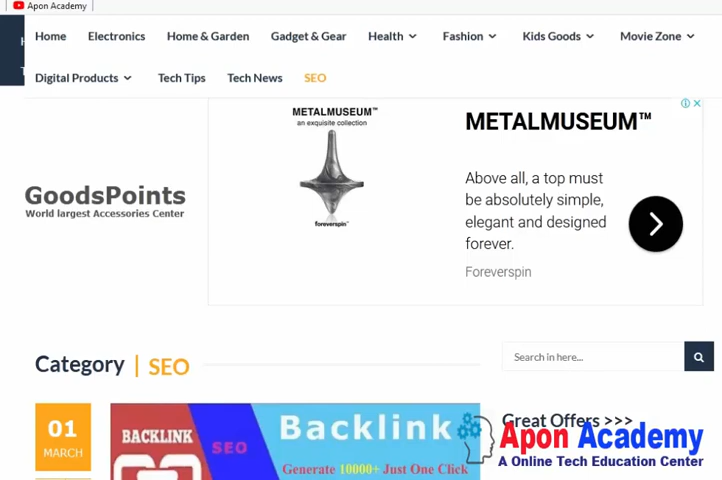 Apon Academy
Home Electronics Home & Garden Gadget & Gear Health Fashion Kids Goods Movie Zone
Digital Products Tech Tips Tech News SEO
METALMUSEUM™
an exquisite collection
foreverspin™
METALMUSEUM™
Above all, a top must
be absolutely simple,
elegant and designed
forever.
Foreverspin
GoodsPoints
World largest Accessories Center
Category | SEO
Search in here...
01
MARCH
BACKLINK
SEO
Backlink
Generate 10000+ Just One Click
Great Offers >>>
Apon Academy
A Online Tech Education Center